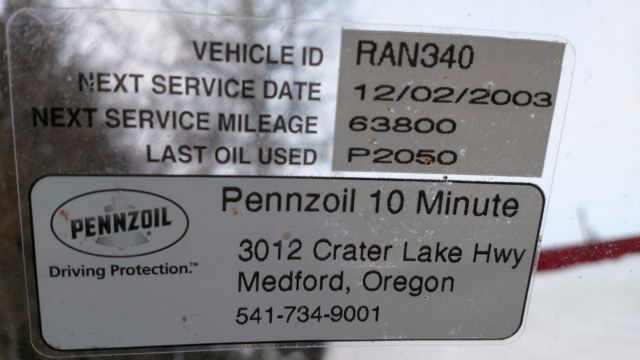 VEHICLE ID RAN340
NEXT SERVICE DATE 12/02/2003
NEXT SERVICE MILEAGE 63800
LAST OIL USED P2050
PENNZOIL
Driving Protection.™
Pennzoil 10 Minute
3012 Crater Lake Hwy
Medford, Oregon
541-734-9001